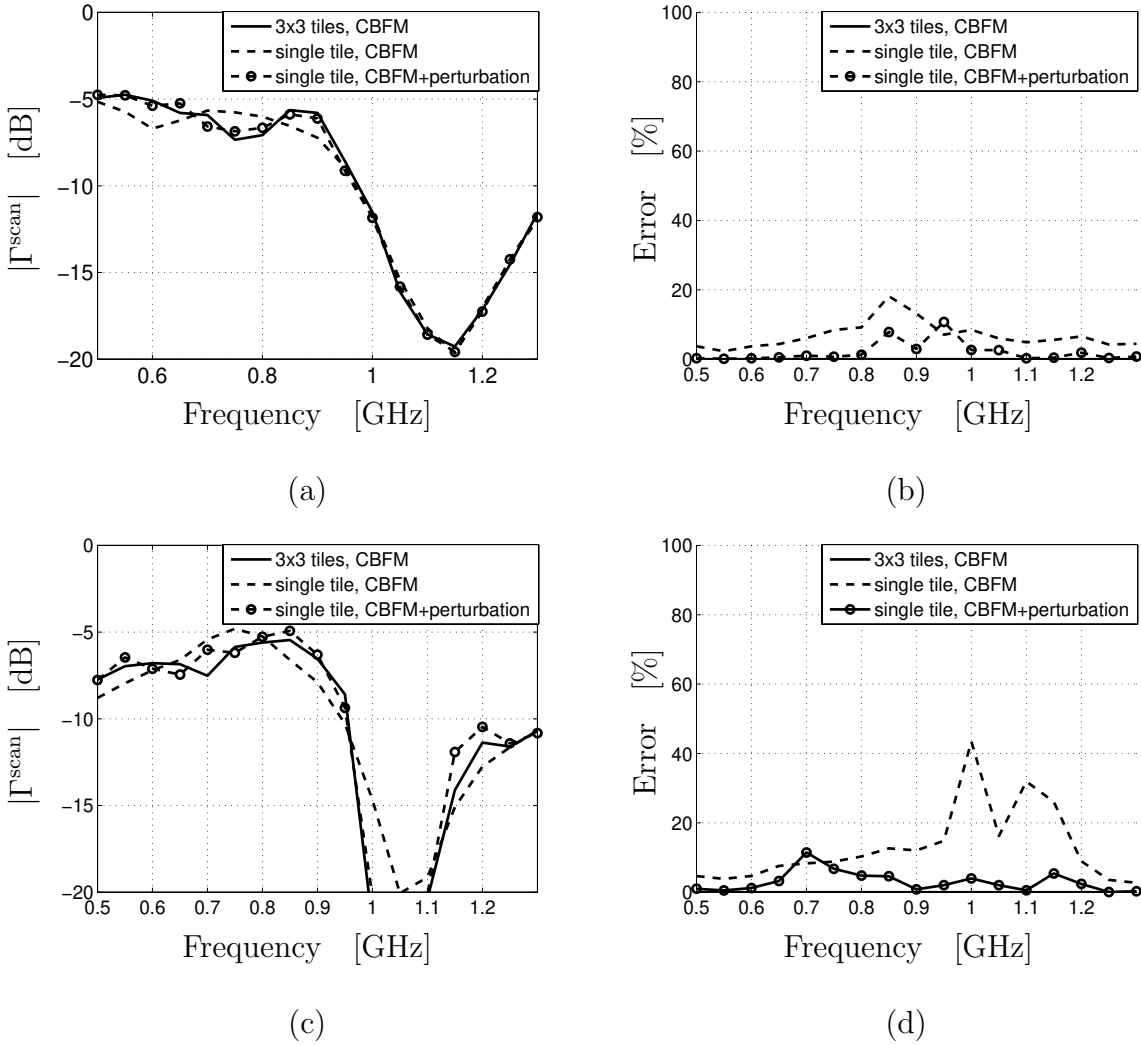 3x3 tiles, CBFM
single tile, CBFM
single tile, CBFM+perturbation
0
−5
−10
−15
−20
|Γ^scan| [dB]
0.6
0.8
1
1.2
Frequency [GHz]
(a)
3x3 tiles, CBFM
single tile, CBFM
single tile, CBFM+perturbation
100
80
60
40
20
0
Error [%]
0.5
0.6
0.7
0.8
0.9
1
1.1
1.2
Frequency [GHz]
(b)
3x3 tiles, CBFM
single tile, CBFM
single tile, CBFM+perturbation
0
−5
−10
−15
−20
|Γ^scan| [dB]
0.5
0.6
0.7
0.8
0.9
1
1.1
1.2
Frequency [GHz]
(c)
3x3 tiles, CBFM
single tile, CBFM
single tile, CBFM+perturbation
100
80
60
40
20
0
Error [%]
0.5
0.6
0.7
0.8
0.9
1
1.1
1.2
Frequency [GHz]
(d)